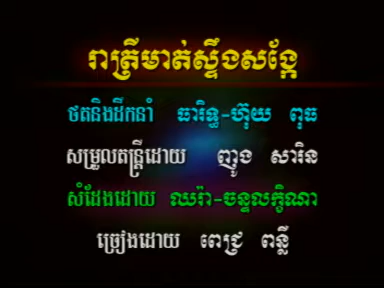 រាត្រីមាត់ស្ទឹងសង្កែ
ថតនិងដឹកនាំ ធារិទ្ធ-ហ៊ុយ ពុធ
សម្រួលតន្ត្រីដោយ ញូង សារិន
សំដែងដោយ ឈរ៉ា-ចន្ទលក្ខិណា
ច្រៀងដោយ ពេជ្រ ពន្លឺ